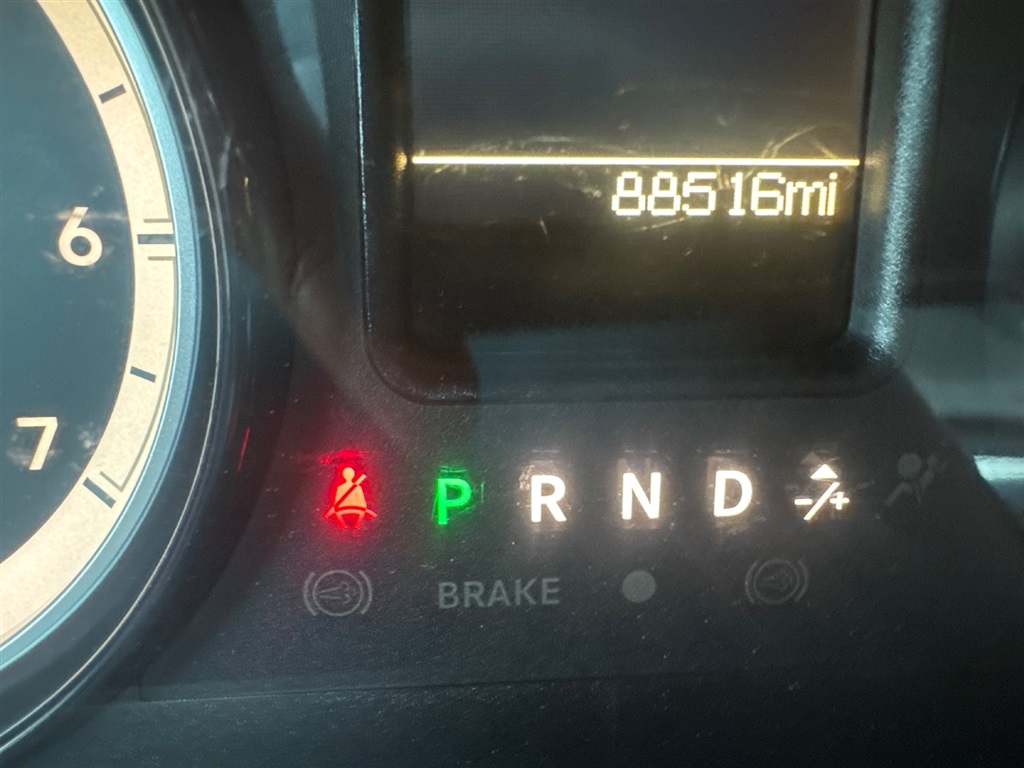 88516mi
6
7
P R N D -/+
BRAKE